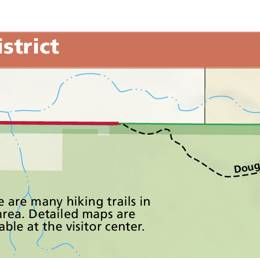 istrict
Doug
e are many hiking trails in
area. Detailed maps are
able at the visitor center.